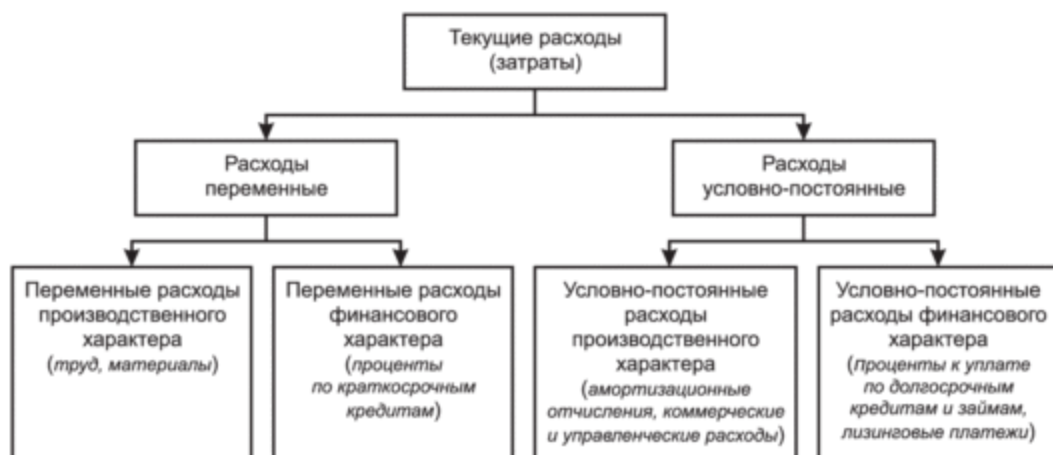 Текущие расходы
(затраты)
Расходы
переменные
Расходы
условно-постоянные
Переменные расходы
производственного
характера
(труд, материалы)
Переменные расходы
финансового
характера
(проценты
по краткосрочным
кредитам)
Условно-постоянные
расходы
производственного
характера
(амортизационные
отчисления, коммерческие
и управленческие расходы)
Условно-постоянные
расходы финансового
характера
(Проценты к уплате
по долгосрочным
кредитам и займам,
лизинговые платежи)